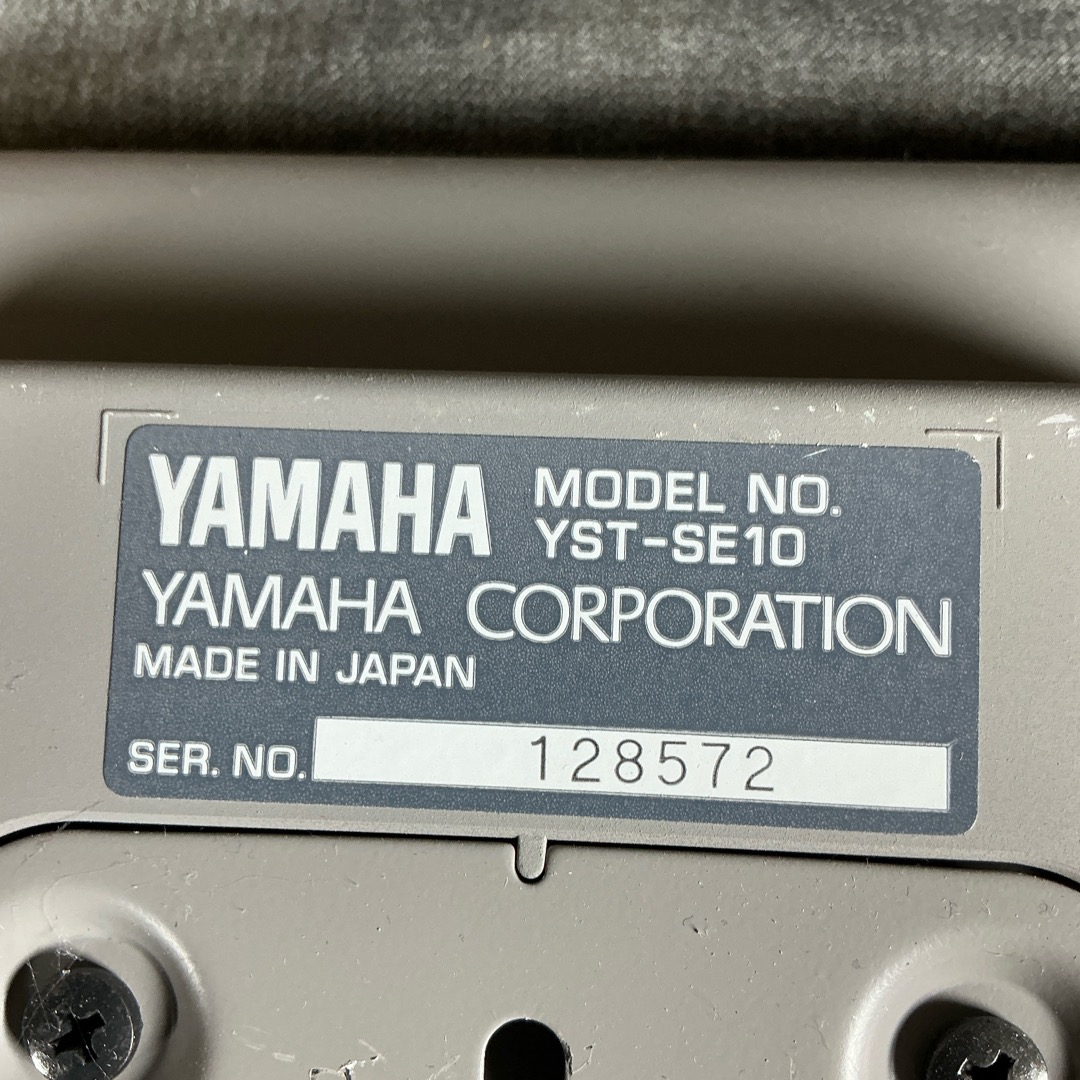 YAMAHA MODEL NO.
YST-SE10
YAMAHA CORPORATION
MADE IN JAPAN
SER. NO. 128572